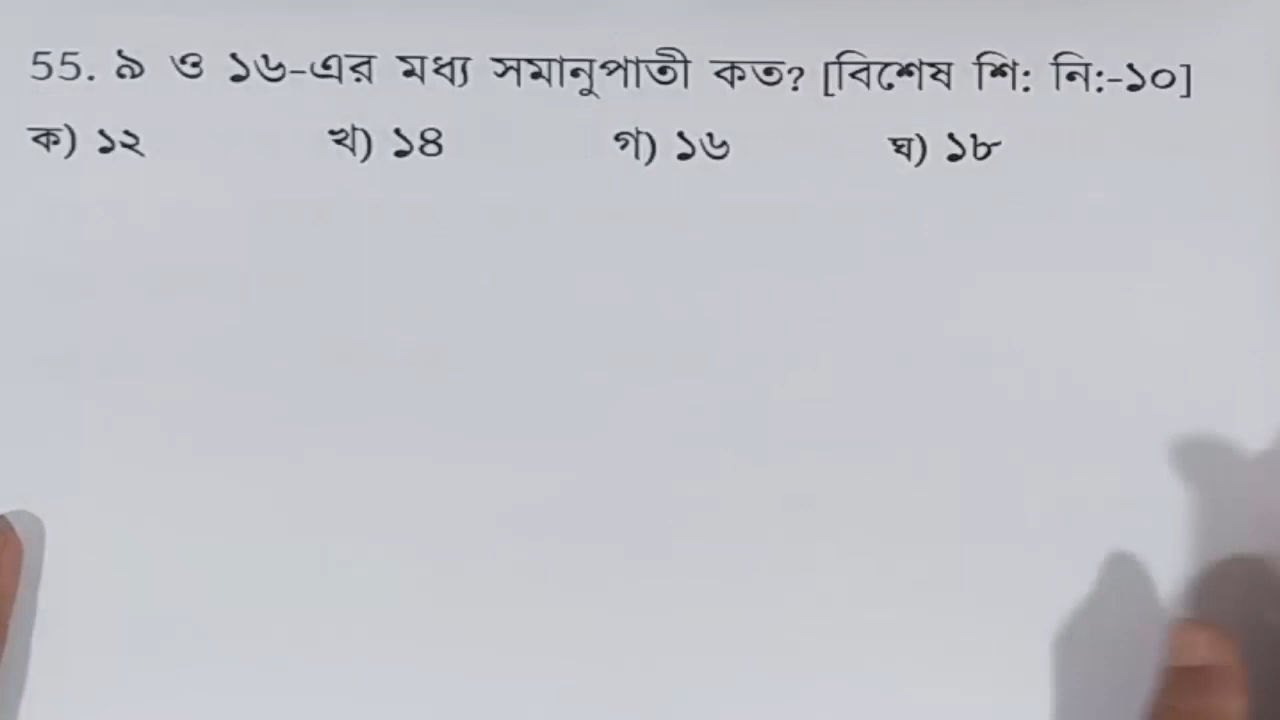 55. ৯ ও ১৬-এর মধ্য সমানুপাতী কত? [বিশেষ শি: নি:-১০]
ক) ১২ খ) ১৪ গ) ১৬ ঘ) ১৮